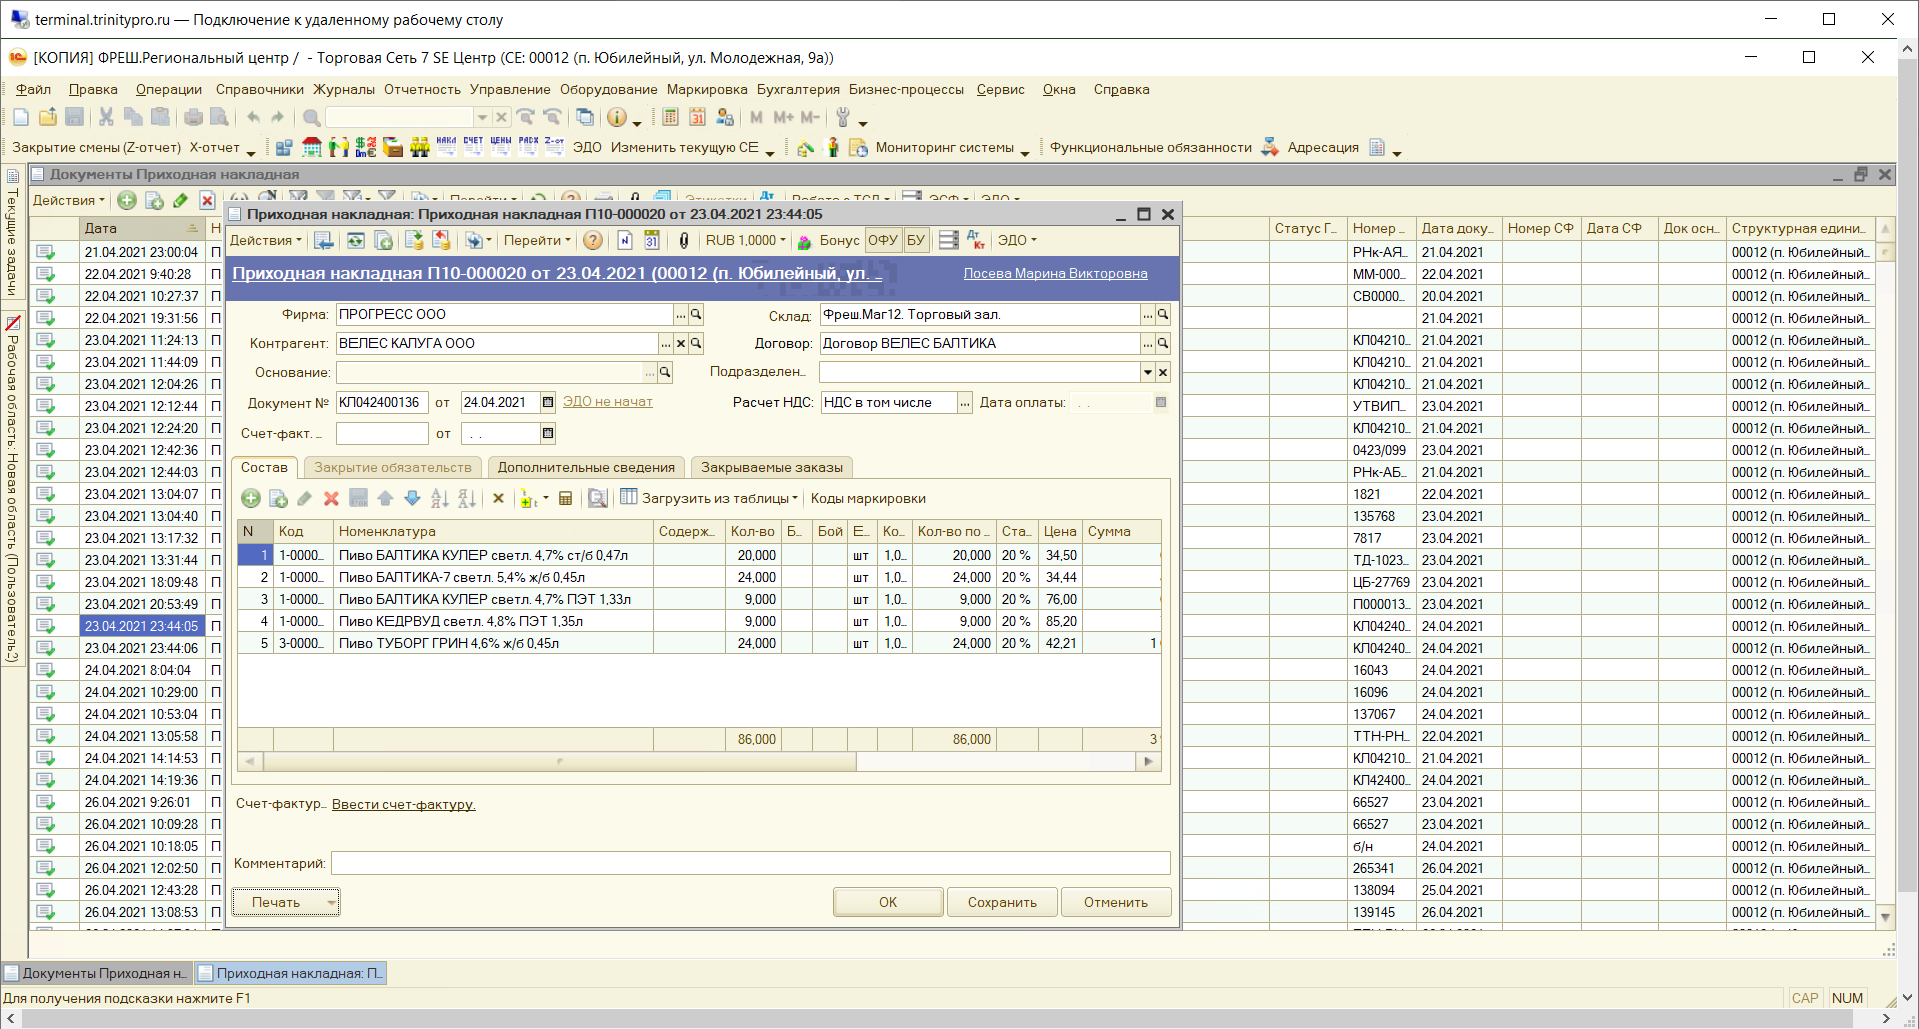 terminal.trinitypro.ru — Подключение к удаленному рабочему столу
[КОПИЯ] ФРЕШ.Региональный центр / - Торговая Сеть 7 SE Центр (СЕ: 00012 (п. Юбилейный, ул. Молодежная, 9а))
Файл Правка Операции Справочники Журналы Отчетность Управление Оборудование Маркировка Бухгалтерия Бизнес-процессы Сервис Окна Справка
M M+ M-
Закрытие смены (Z-отчет) X-отчет НАКЛ СЧЕТ ЦЕНЫ РАСХ Z-от ЭДО Изменить текущую СЕ Мониторинг системы Функциональные обязанности Адресация
Документы Приходная накладная
Действия
Текущие задачи
Рабочая область: Новая область (Пользователь2)
Приходная накладная: Приходная накладная П10-000020 от 23.04.2021 23:44:05
Действия Перейти RUB 1,0000 Бонус ОФУ БУ Дт Кт ЭДО
Приходная накладная П10-000020 от 23.04.2021 (00012 (п. Юбилейный, ул. ...
Лосева Марина Викторовна
Фирма: ПРОГРЕСС ООО Склад: Фреш.Маг12. Торговый зал.
Контрагент: ВЕЛЕС КАЛУГА ООО Договор: Договор ВЕЛЕС БАЛТИКА
Основание: Подразделен...
Документ № КЛ042400136 от 24.04.2021 ЭДО не начат Расчет НДС: НДС в том числе Дата оплаты: . .
Счет-факт. ... от . .
Состав Закрытие обязательств Дополнительные сведения Закрываемые заказы
Загрузить из таблицы Коды маркировки
N Код Номенклатура Содерж... Кол-во Б... Бой Е... Ко... Кол-во по ... Ста... Цена Сумма
1 1-0000... Пиво БАЛТИКА КУЛЕР светл. 4,7% ст/б 0,47л 20,000 шт 1,0... 20,000 20 % 34,50
2 1-0000... Пиво БАЛТИКА-7 светл. 5,4% ж/б 0,45л 24,000 шт 1,0... 24,000 20 % 34,44
3 1-0000... Пиво БАЛТИКА КУЛЕР светл. 4,7% ПЭТ 1,33л 9,000 шт 1,0... 9,000 20 % 76,00
4 1-0000... Пиво КЕДРВУД светл. 4,8% ПЭТ 1,35л 9,000 шт 1,0... 9,000 20 % 85,20
5 3-0000... Пиво ТУБОРГ ГРИН 4,6% ж/б 0,45л 24,000 шт 1,0... 24,000 20 % 42,21 1
86,000 86,000 3
Счет-фактур... Ввести счет-фактуру.
Комментарий:
Печать OK Сохранить Отменить
Дата Н
21.04.2021 23:00:04 П
22.04.2021 9:40:28 П
22.04.2021 10:27:37 П
22.04.2021 19:31:56 П
23.04.2021 11:24:13 П
23.04.2021 11:44:09 П
23.04.2021 12:04:26 П
23.04.2021 12:12:44 П
23.04.2021 12:24:20 П
23.04.2021 12:42:36 П
23.04.2021 12:44:03 П
23.04.2021 13:04:07 П
23.04.2021 13:04:40 П
23.04.2021 13:17:32 П
23.04.2021 13:31:44 П
23.04.2021 18:09:48 П
23.04.2021 20:53:49 П
23.04.2021 23:44:05 П
23.04.2021 23:44:06 П
24.04.2021 8:04:04 П
24.04.2021 10:29:00 П
24.04.2021 10:53:04 П
24.04.2021 13:05:58 П
24.04.2021 14:14:53 П
24.04.2021 14:19:36 П
26.04.2021 9:26:01 П
26.04.2021 10:09:28 П
26.04.2021 10:18:05 П
26.04.2021 12:02:50 П
26.04.2021 12:43:28 П
26.04.2021 13:08:53 П
Статус Г... Номер ... Дата доку... Номер СФ Дата СФ Док осн... Структурная едини...
РНк-АЯ... 21.04.2021 00012 (п. Юбилейный...
ММ-000... 22.04.2021 00012 (п. Юбилейный...
СВ0000... 20.04.2021 00012 (п. Юбилейный...
21.04.2021 00012 (п. Юбилейный...
КЛ04210... 21.04.2021 00012 (п. Юбилейный...
КЛ04210... 21.04.2021 00012 (п. Юбилейный...
КЛ04210... 21.04.2021 00012 (п. Юбилейный...
УТВИП... 23.04.2021 00012 (п. Юбилейный...
КЛ04210... 21.04.2021 00012 (п. Юбилейный...
0423/099 23.04.2021 00012 (п. Юбилейный...
РНк-АБ... 21.04.2021 00012 (п. Юбилейный...
1821 22.04.2021 00012 (п. Юбилейный...
135768 23.04.2021 00012 (п. Юбилейный...
7817 23.04.2021 00012 (п. Юбилейный...
ТД-1023... 23.04.2021 00012 (п. Юбилейный...
ЦБ-27769 23.04.2021 00012 (п. Юбилейный...
П000013... 23.04.2021 00012 (п. Юбилейный...
КЛ04240... 24.04.2021 00012 (п. Юбилейный...
КЛ04240... 24.04.2021 00012 (п. Юбилейный...
16043 24.04.2021 00012 (п. Юбилейный...
16096 24.04.2021 00012 (п. Юбилейный...
137067 24.04.2021 00012 (п. Юбилейный...
ТТН-РН... 24.04.2021 00012 (п. Юбилейный...
КЛ04210... 21.04.2021 00012 (п. Юбилейный...
КЛ42400... 24.04.2021 00012 (п. Юбилейный...
66527 23.04.2021 00012 (п. Юбилейный...
66527 23.04.2021 00012 (п. Юбилейный...
б/н 24.04.2021 00012 (п. Юбилейный...
265341 26.04.2021 00012 (п. Юбилейный...
138094 25.04.2021 00012 (п. Юбилейный...
139145 26.04.2021 00012 (п. Юбилейный...
Документы Приходная н... Приходная накладная: П...
Для получения подсказки нажмите F1
CAP NUM